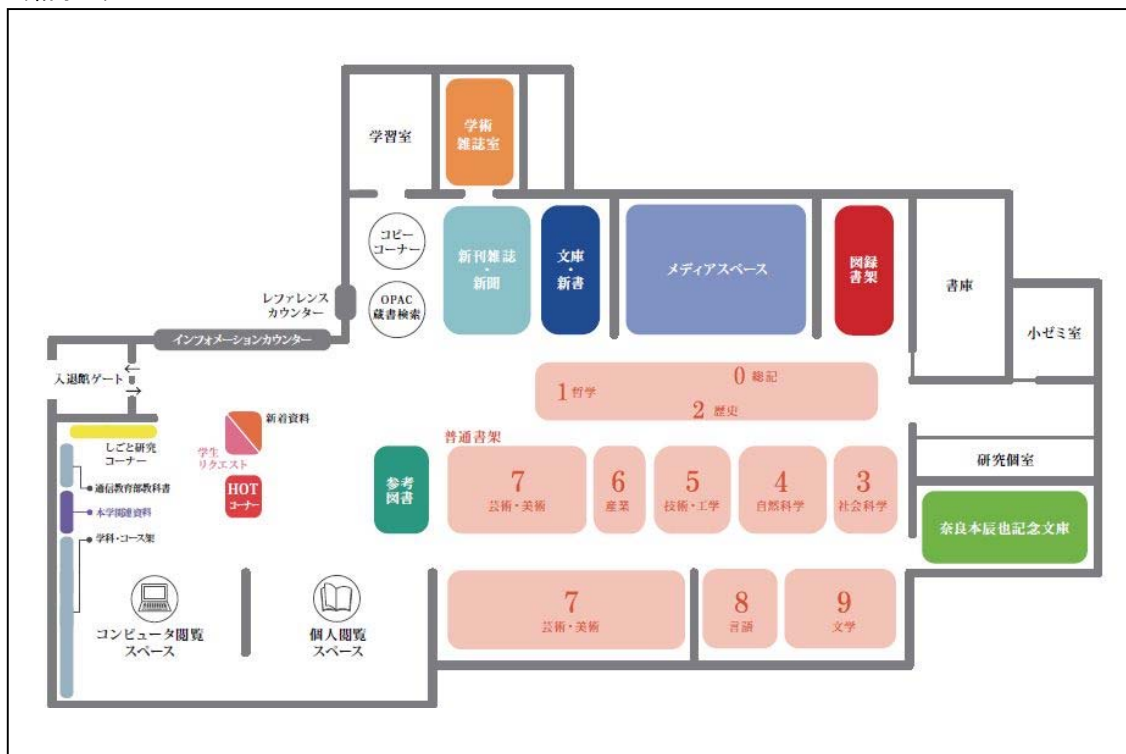 学習室
学術
雑誌室
コピー
コーナー
新刊雑誌
・
新聞
文庫
・
新書
メディアスペース
図録
書架
書庫
小ゼミ室
レファレンス
カウンター
OPAC
蔵書検索
インフォメーションカウンター
入退館ゲート
← 
→
1 哲学
0 総記
2 歴史
新着資料
学生
リクエスト
しごと研究
コーナー
HOT
コーナー
通信教育部教科書
本学関連資料
学科・コース架
参考
図書
普通書架
7
芸術・美術
6
産業
5
技術・工学
4
自然科学
3
社会科学
研究個室
奈良本辰也記念文庫
コンピュータ閲覧
スペース
個人閲覧
スペース
7
芸術・美術
8
言語
9
文学